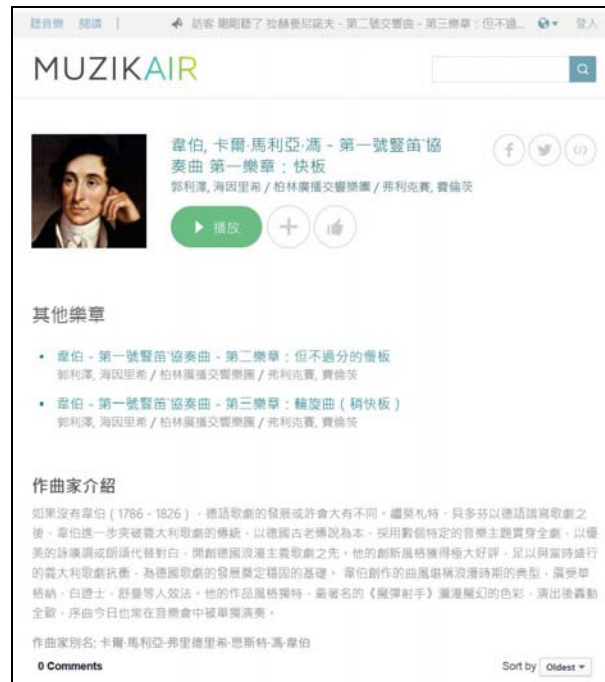 聽音樂 閱讀 | 訪客 剛剛聽了 拉赫曼尼諾夫 - 第二號交響曲 - 第三樂章：但不過... 登入
MUZIKAIR
韋伯, 卡爾·馬利亞·馮 - 第一號豎笛協
奏曲 第一樂章：快板
郭利澤, 海因里希 / 柏林廣播交響樂團 / 弗利克賽, 費倫茨
播放
其他樂章
• 韋伯 - 第一號豎笛協奏曲 - 第二樂章：但不過分的慢板
郭利澤, 海因里希 / 柏林廣播交響樂團 / 弗利克賽, 費倫茨
• 韋伯 - 第一號豎笛協奏曲 - 第三樂章：輪旋曲（稍快板）
郭利澤, 海因里希 / 柏林廣播交響樂團 / 弗利克賽, 費倫茨
作曲家介紹
如果沒有韋伯（1786 - 1826），德語歌劇的發展或許會大有不同。繼莫札特、貝多芬以德語譜寫歌劇之
後，韋伯進一步突破義大利歌劇的傳統，以德國古老傳說為本，採用數個特定的音樂主題貫穿全劇，以優
美的詠嘆調或朗頌代替對白，開創德國浪漫主義歌劇之先。他的創新風格獲得極大好評，足以與當時盛行
的義大利歌劇抗衡，為德國歌劇的發展奠定穩固的基礎。 韋伯創作的曲風堪稱浪漫時期的典型，廣受華
格納、白遼士、舒曼等人效法。他的作品風格獨特，最著名的《魔彈射手》瀰漫魔幻的色彩，演出後轟動
全歐，序曲今日也常在音樂會中被單獨演奏。
作曲家別名: 卡爾·馬利亞·弗里德里希·恩斯特·馮·韋伯
0 Comments Sort by Oldest